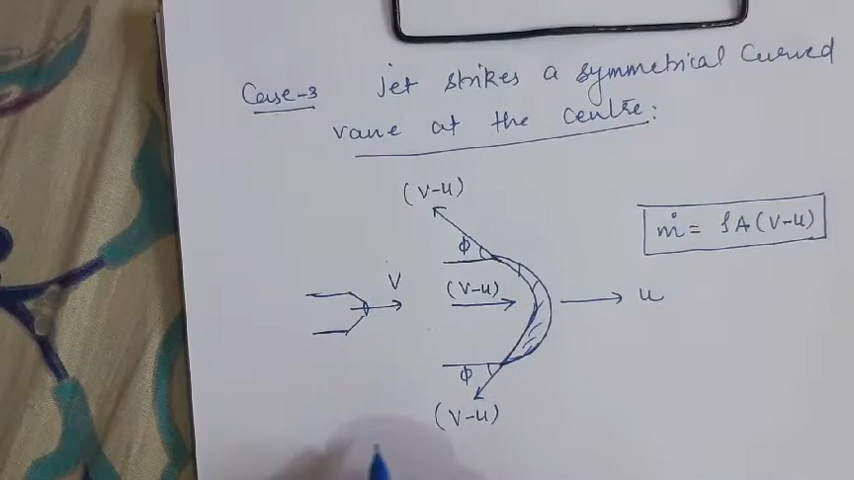 Case-3 Jet strikes a symmetrical curved
vane at the centre:
(V-u)
ṁ = ρA(V-u)
ϕ
V
(V-u)
u
ϕ
(V-u)